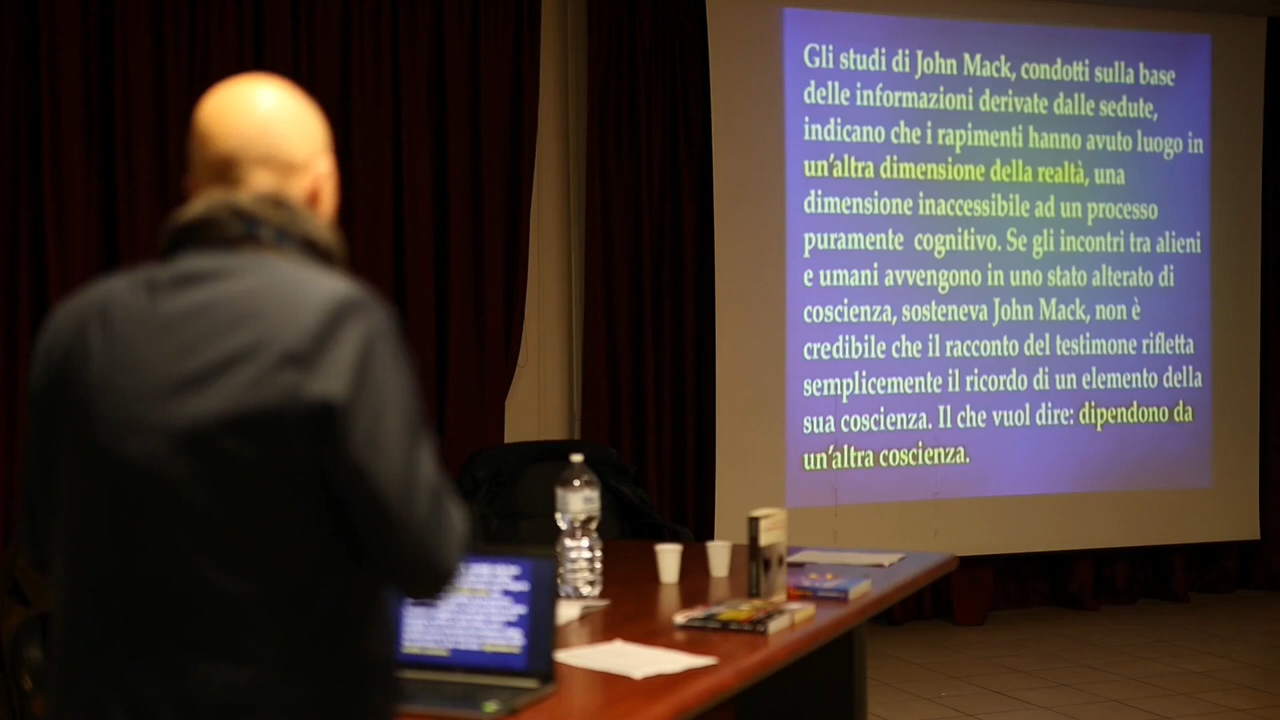 Gli studi di John Mack, condotti sulla base
delle informazioni derivate dalle sedute,
indicano che i rapimenti hanno avuto luogo in
un'altra dimensione della realtà, una
dimensione inaccessibile ad un processo
puramente cognitivo. Se gli incontri tra alieni
e umani avvengono in uno stato alterato di
coscienza, sosteneva John Mack, non è
credibile che il racconto del testimone rifletta
semplicemente il ricordo di un elemento della
sua coscienza. Il che vuol dire: dipendono da
un'altra coscienza.